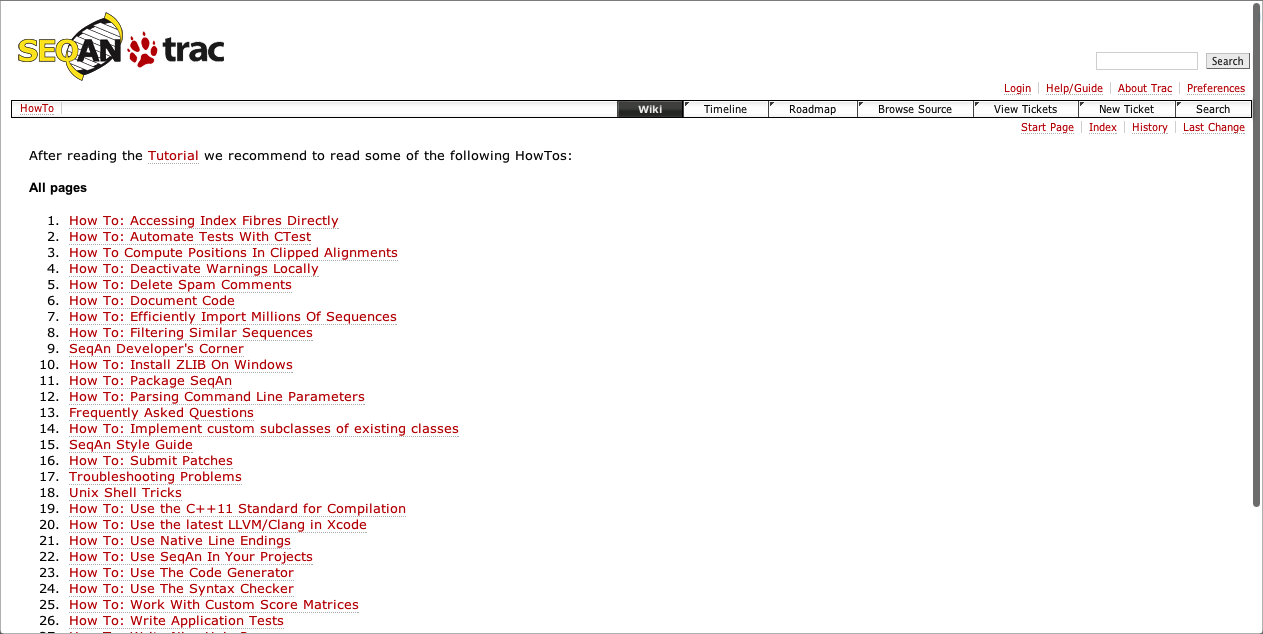 SEQAN trac
Search
Login Help/Guide About Trac Preferences
HowTo Wiki Timeline Roadmap Browse Source View Tickets New Ticket Search
Start Page Index History Last Change
After reading the Tutorial we recommend to read some of the following HowTos:
All pages
1. How To: Accessing Index Fibres Directly
2. How To: Automate Tests With CTest
3. How To Compute Positions In Clipped Alignments
4. How To: Deactivate Warnings Locally
5. How To: Delete Spam Comments
6. How To: Document Code
7. How To: Efficiently Import Millions Of Sequences
8. How To: Filtering Similar Sequences
9. SeqAn Developer's Corner
10. How To: Install ZLIB On Windows
11. How To: Package SeqAn
12. How To: Parsing Command Line Parameters
13. Frequently Asked Questions
14. How To: Implement custom subclasses of existing classes
15. SeqAn Style Guide
16. How To: Submit Patches
17. Troubleshooting Problems
18. Unix Shell Tricks
19. How To: Use the C++11 Standard for Compilation
20. How To: Use the latest LLVM/Clang in Xcode
21. How To: Use Native Line Endings
22. How To: Use SeqAn In Your Projects
23. How To: Use The Code Generator
24. How To: Use The Syntax Checker
25. How To: Work With Custom Score Matrices
26. How To: Write Application Tests